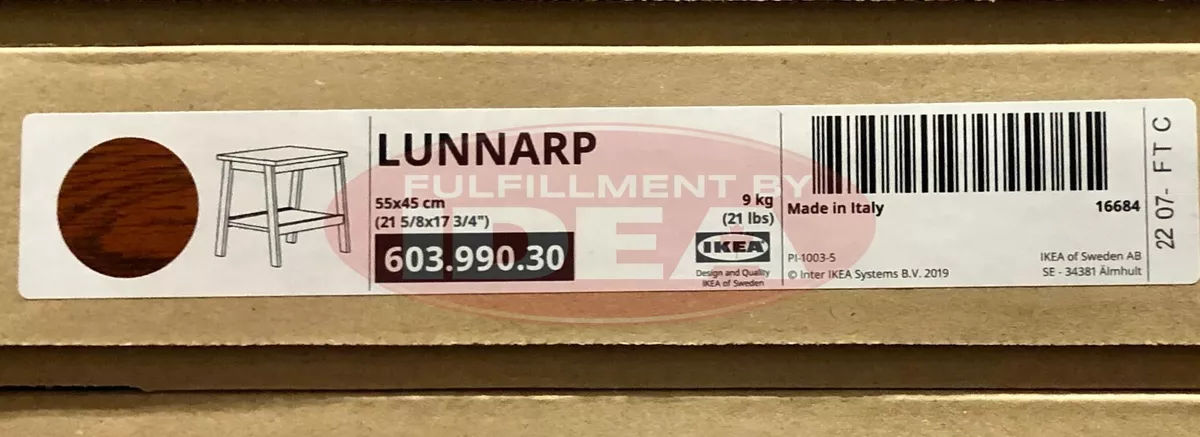 LUNNARP
55x45 cm
(21 5/8x17 3/4")
603.990.30
9 kg
(21 lbs)
IKEA
Design and Quality
IKEA of Sweden
Made in Italy
16684
PI-1003-5
© Inter IKEA Systems B.V. 2019
IKEA of Sweden AB
SE - 34381 Älmhult
22 07- F T C
FULFILLMENT BY
IDEA